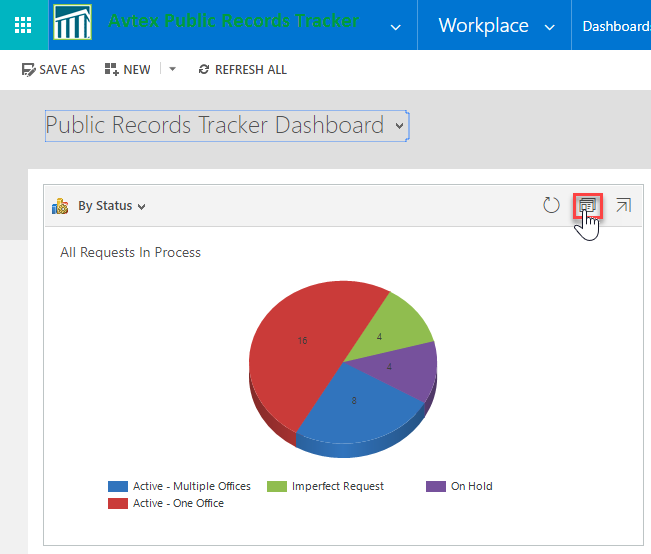 Avtex Public Records Tracker
Workplace
Dashboards
SAVE AS
NEW
REFRESH ALL
Public Records Tracker Dashboard
By Status
All Requests In Process
16
4
4
8
Active - Multiple Offices
Imperfect Request
On Hold
Active - One Office